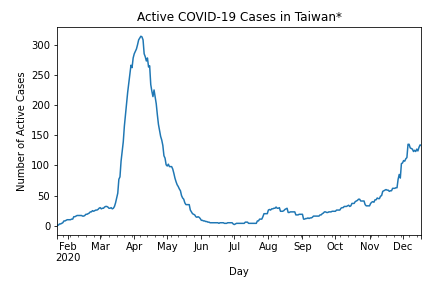 Active COVID-19 Cases in Taiwan*
Number of Active Cases
300
250
200
150
100
50
0
Feb Mar Apr May Jun Jul Aug Sep Oct Nov Dec
2020
Day